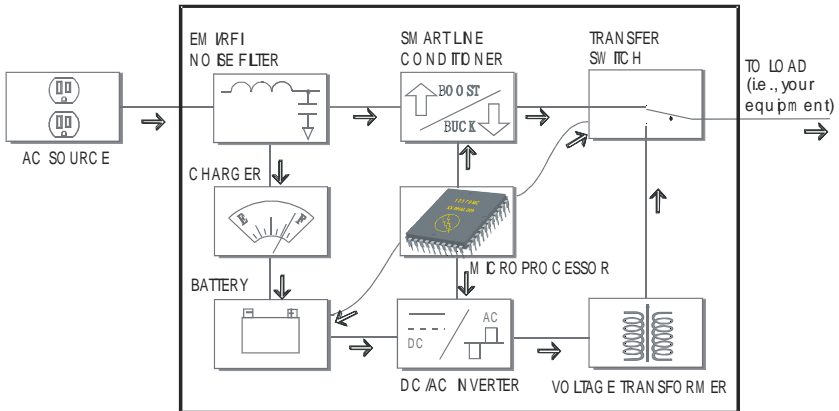 EMI/RFI
NOISE FILTER
SMART LINE
CONDITIONER
TRANSFER
SWITCH
TO LOAD
(i.e., your
equipment)
BOOST
BUCK
AC SOURCE
CHARGER
MICROPROCESSOR
BATTERY
- +
DC
AC
DC/AC INVERTER
VOLTAGE TRANSFORMER